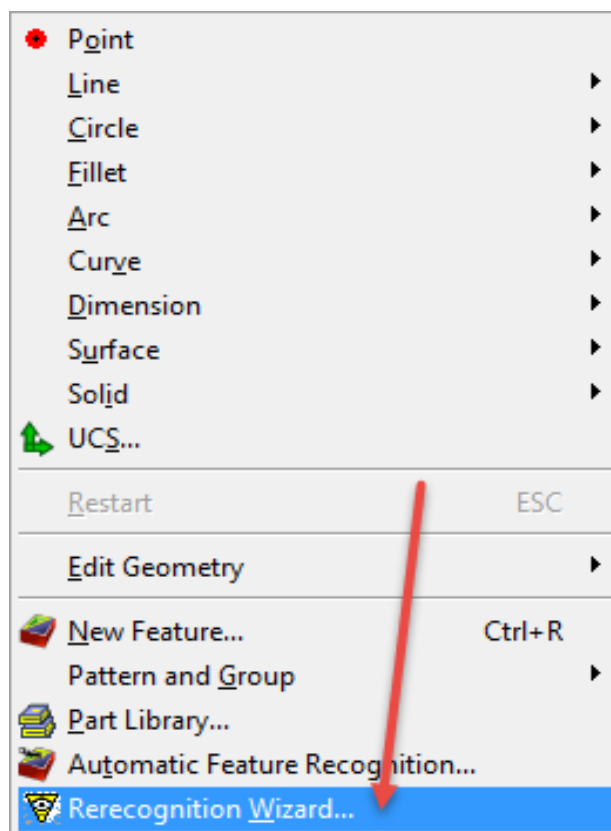 Point
Line
Circle
Fillet
Arc
Curve
Dimension
Surface
Solid
UCS...
Restart ESC
Edit Geometry
New Feature... Ctrl+R
Pattern and Group
Part Library...
Automatic Feature Recognition...
Rerecognition Wizard...